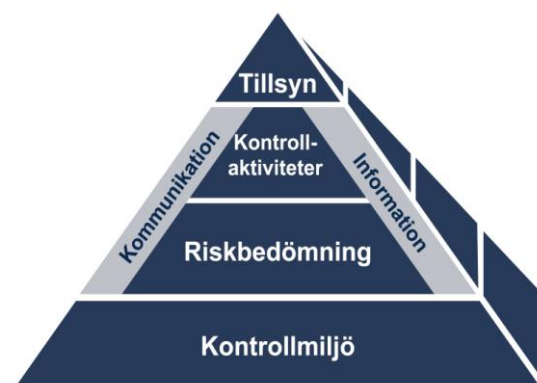 Tillsyn
Kommunikation
Kontroll-
aktiviteter
Information
Riskbedömning
Kontrollmiljö